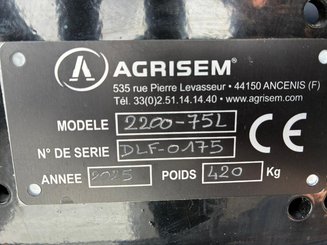 AGRISEM®
535 rue Pierre Levasseur - 44150 ANCENIS (F)
Tél. 33(0)2.51.14.14.40 - www.agrisem.com
MODELE 2200-75L
N° DE SERIE DLF-0175
CE
ANNEE 2025 POIDS 420 Kg